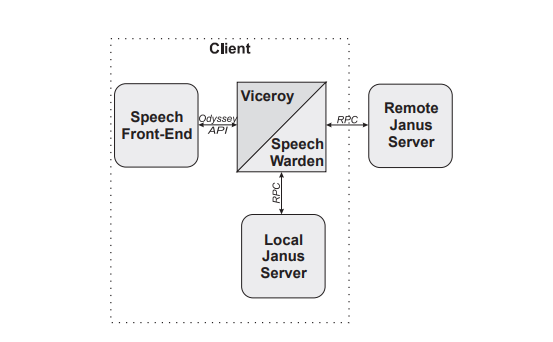 Client
Speech
Front-End
Odyssey
API
Viceroy
Speech
Warden
RPC
Remote
Janus
Server
RPC
Local
Janus
Server